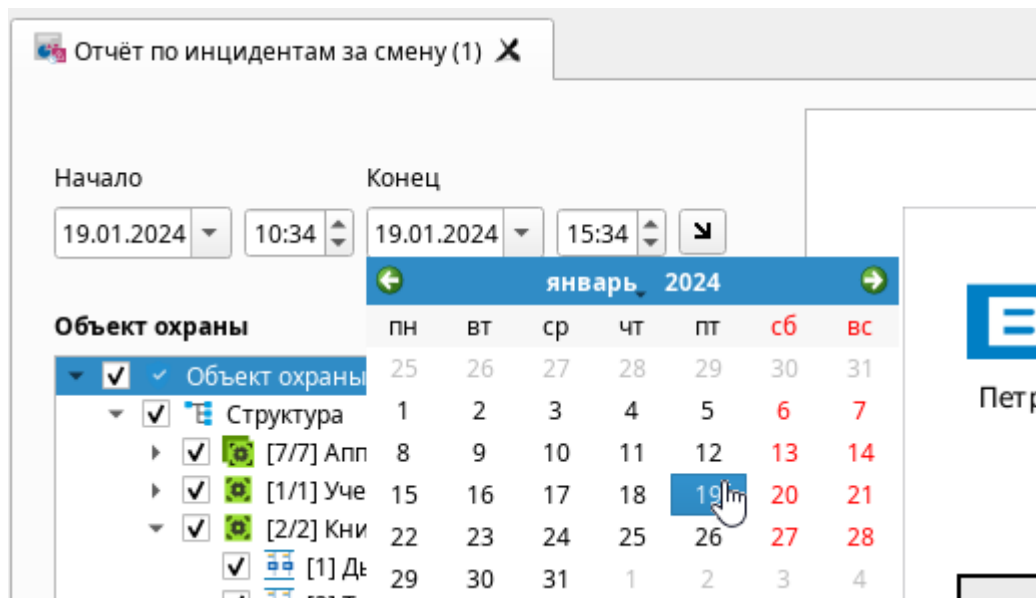 Отчёт по инцидентам за смену (1)
Начало
Конец
19.01.2024 10:34 19.01.2024 15:34
январь 2024
Объект охраны
пн вт ср чт пт сб вс
Объект охраны
25 26 27 28 29 30 31
Структура
1 2 3 4 5 6 7
[7/7] Апп
8 9 10 11 12 13 14
[1/1] Уче
15 16 17 18 19 20 21
[2/2] Кни
22 23 24 25 26 27 28
[1] Дь
29 30 31 1 2 3 4
Петр